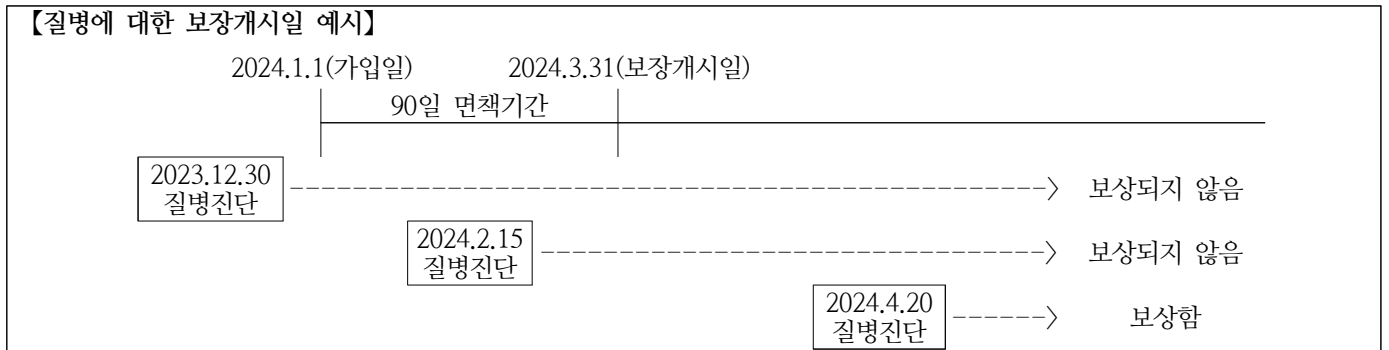 【질병에 대한 보장개시일 예시】
2024.1.1(가입일) 2024.3.31(보장개시일)
90일 면책기간
2023.12.30
질병진단
보상되지 않음
2024.2.15
질병진단
보상되지 않음
2024.4.20
질병진단
보상함